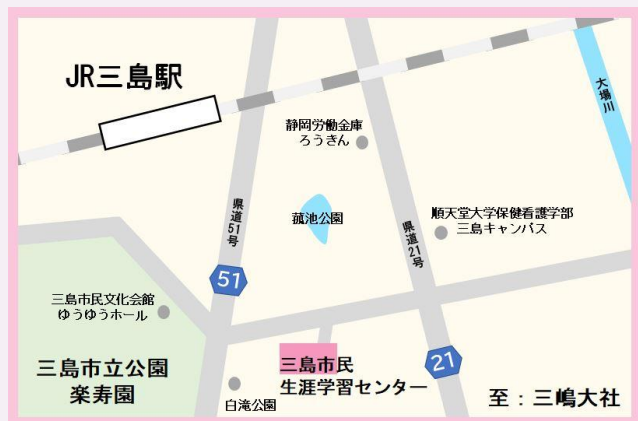 JR三島駅
大場川
静岡労働金庫
ろうきん
県道51号
菰池公園
県道21号
順天堂大学保健看護学部
三島キャンパス
51
三島市民文化会館
ゆうゆうホール
三島市立公園
楽寿園
白滝公園
三島市民
生涯学習センター
21
至：三嶋大社